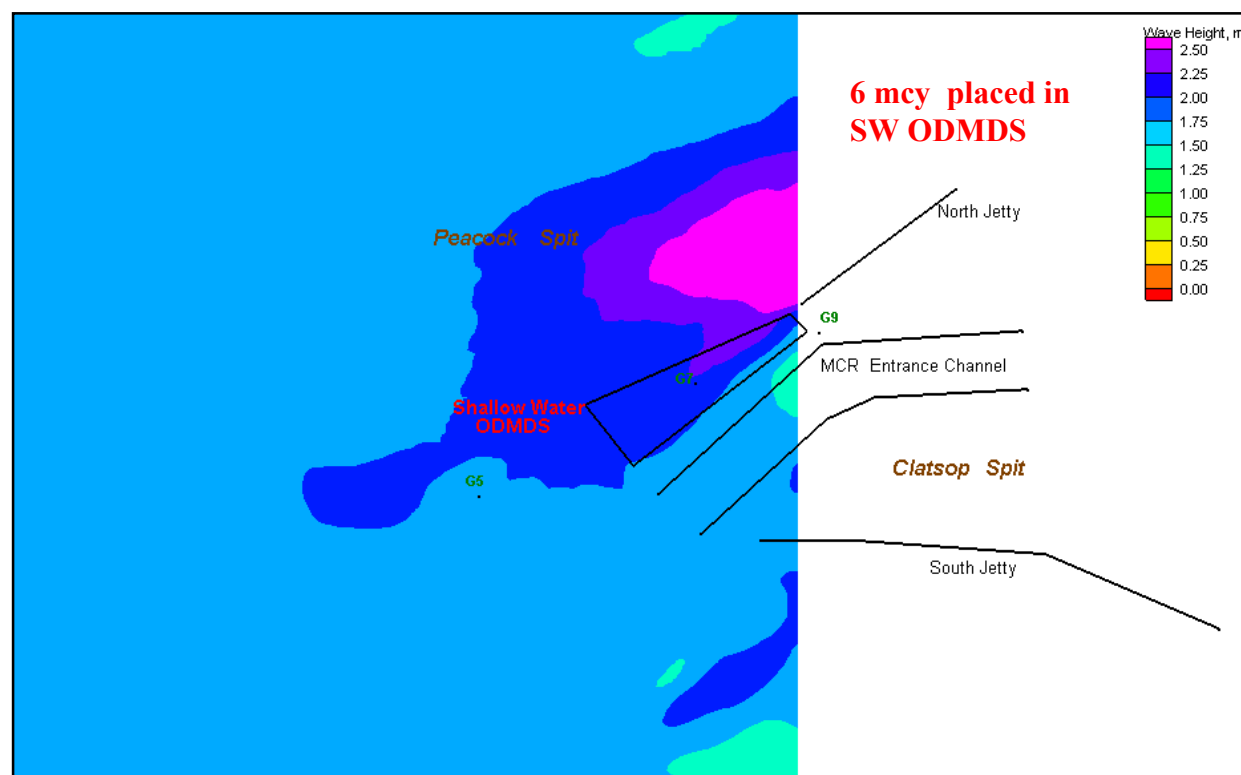 Wave Height, m
2.50
2.25
2.00
1.75
1.50
1.25
1.00
0.75
0.50
0.25
0.00
6 mcy placed in
SW ODMDS
North Jetty
Peacock Spit
G9
MCR Entrance Channel
G7
Shallow Water
ODMDS
Clatsop Spit
G5
South Jetty